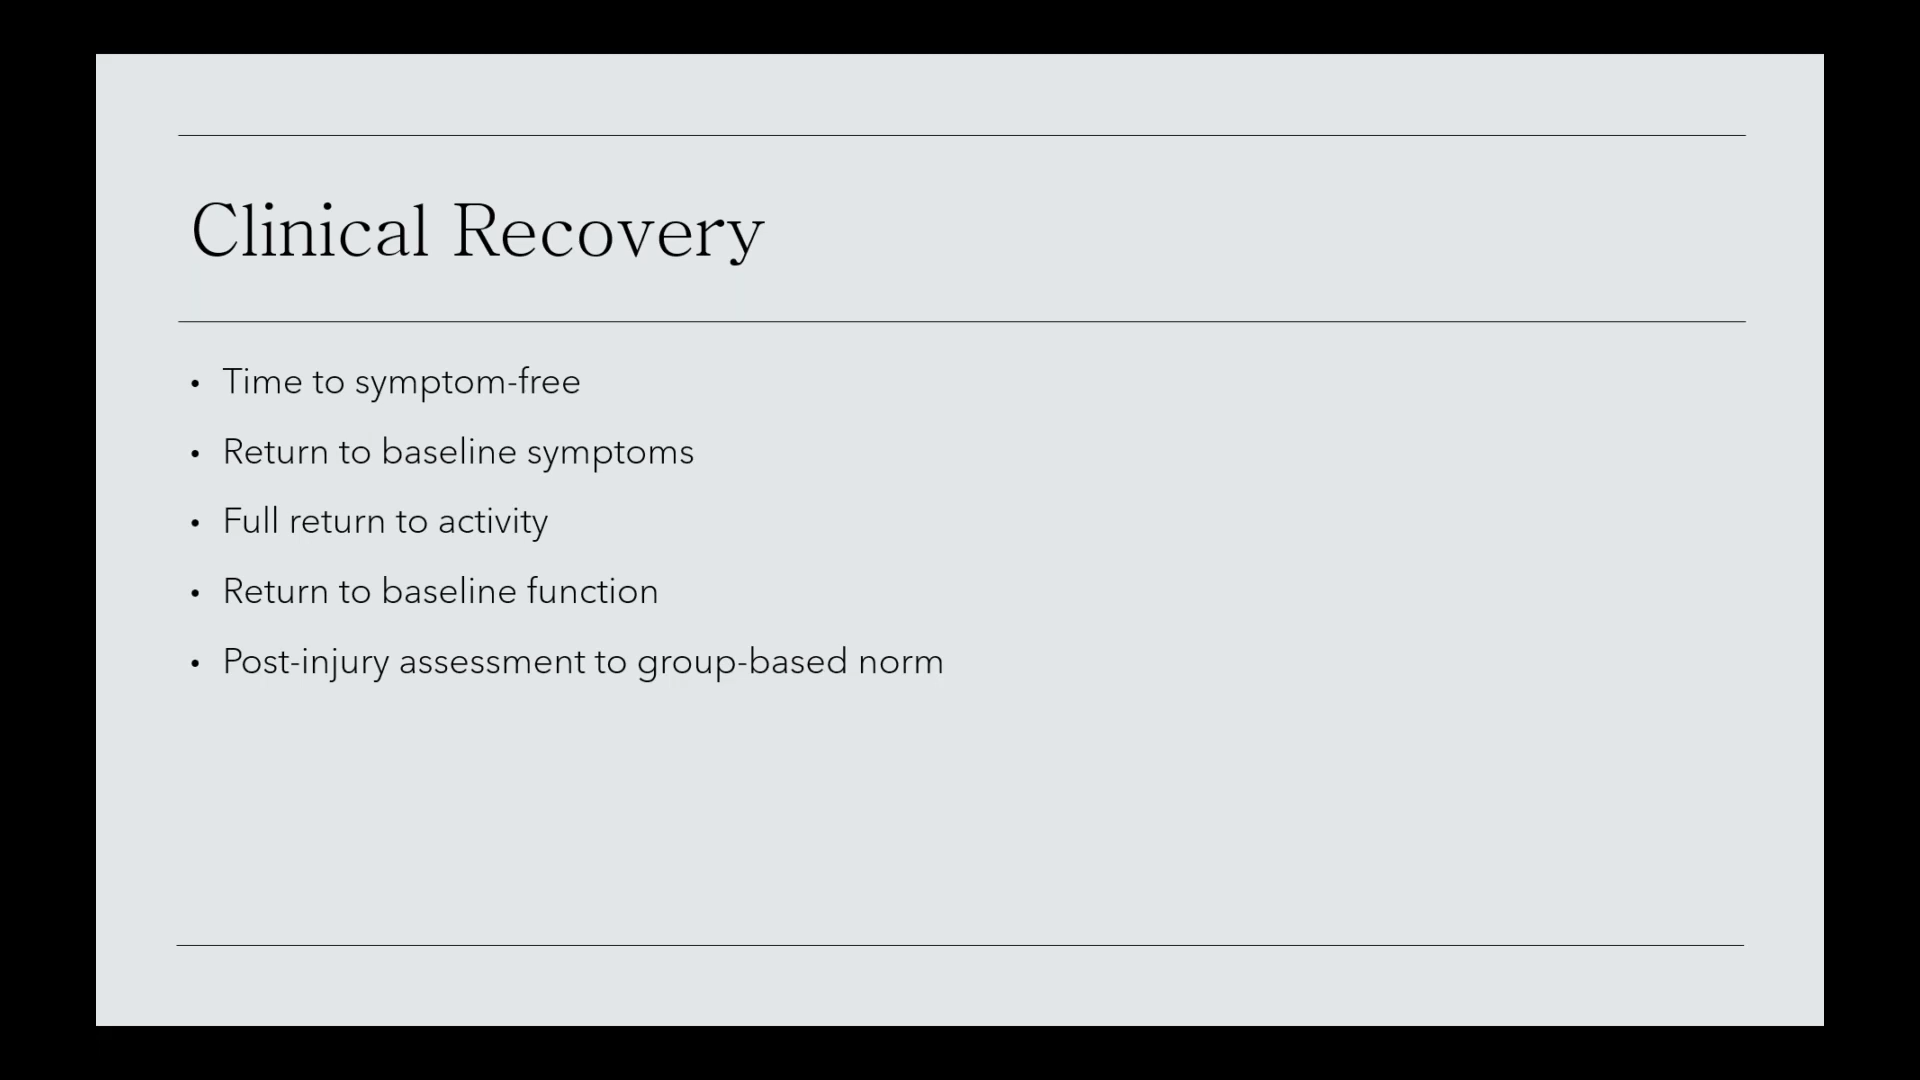 Clinical Recovery
• Time to symptom-free
• Return to baseline symptoms
• Full return to activity
• Return to baseline function
• Post-injury assessment to group-based norm